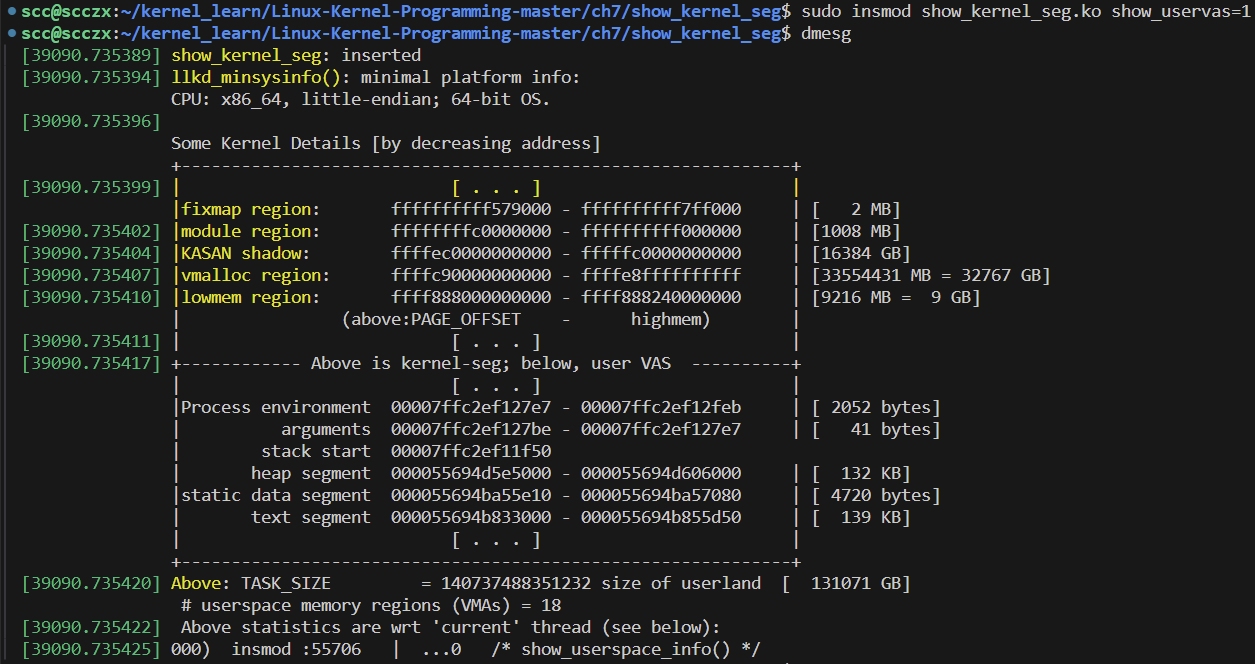 scc@scczx:~/kernel_learn/Linux-Kernel-Programming-master/ch7/show_kernel_seg$ sudo insmod show_kernel_seg.ko show_uservas=1
scc@scczx:~/kernel_learn/Linux-Kernel-Programming-master/ch7/show_kernel_seg$ dmesg
[39090.735389] show_kernel_seg: inserted
[39090.735394] llkd_minsysinfo(): minimal platform info:
               CPU: x86_64, little-endian; 64-bit OS.
[39090.735396]
               Some Kernel Details [by decreasing address]
               +-------------------------------------------------------------+
[39090.735399] |                           [ . . . ]                         |
               |fixmap region:       ffffffffff579000 - ffffffffff7ff000     | [   2 MB]
[39090.735402] |module region:       ffffffffc0000000 - ffffffffff000000     | [1008 MB]
[39090.735404] |KASAN shadow:        ffffec0000000000 - fffffc0000000000     | [16384 GB]
[39090.735407] |vmalloc region:      ffffc90000000000 - ffffe8ffffffffff     | [33554431 MB = 32767 GB]
[39090.735410] |lowmem region:       ffff888000000000 - ffff888240000000     | [9216 MB =  9 GB]
               |                (above:PAGE_OFFSET    -      highmem)        |
[39090.735411] |                           [ . . . ]                         |
[39090.735417] +------------ Above is kernel-seg; below, user VAS  ----------+
               |                           [ . . . ]                         |
               |Process environment  00007ffc2ef127e7 - 00007ffc2ef12feb     | [ 2052 bytes]
               |          arguments  00007ffc2ef127be - 00007ffc2ef127e7     | [   41 bytes]
               |        stack start  00007ffc2ef11f50
               |       heap segment  000055694d5e5000 - 000055694d606000     | [  132 KB]
               |static data segment  000055694ba55e10 - 000055694ba57080     | [ 4720 bytes]
               |       text segment  000055694b833000 - 000055694b855d50     | [  139 KB]
               |                           [ . . . ]                         |
               +-------------------------------------------------------------+
[39090.735420] Above: TASK_SIZE         = 140737488351232 size of userland  [  131071 GB]
                # userspace memory regions (VMAs) = 18
[39090.735422]  Above statistics are wrt 'current' thread (see below):
[39090.735425] 000)  insmod :55706   |  ...0   /* show_userspace_info() */